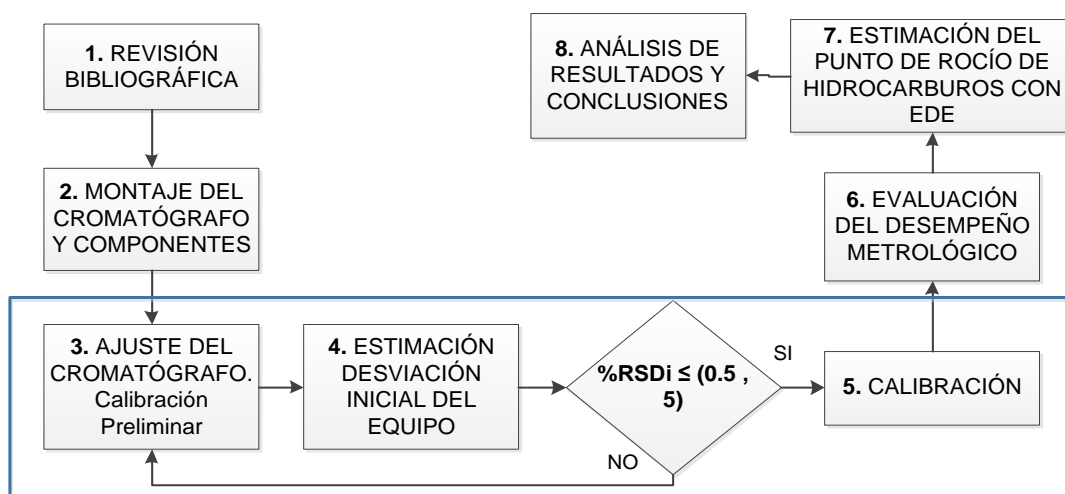 1. REVISIÓN
BIBLIOGRÁFICA
2. MONTAJE DEL
CROMATÓGRAFO
Y COMPONENTES
3. AJUSTE DEL
CROMATÓGRAFO.
Calibración
Preliminar
4. ESTIMACIÓN
DESVIACIÓN
INICIAL DEL
EQUIPO
%RSDi ≤ (0.5 ,
5)
SI
NO
5. CALIBRACIÓN
6. EVALUACIÓN
DEL DESEMPEÑO
METROLÓGICO
7. ESTIMACIÓN DEL
PUNTO DE ROCÍO DE
HIDROCARBUROS CON
EDE
8. ANÁLISIS DE
RESULTADOS Y
CONCLUSIONES